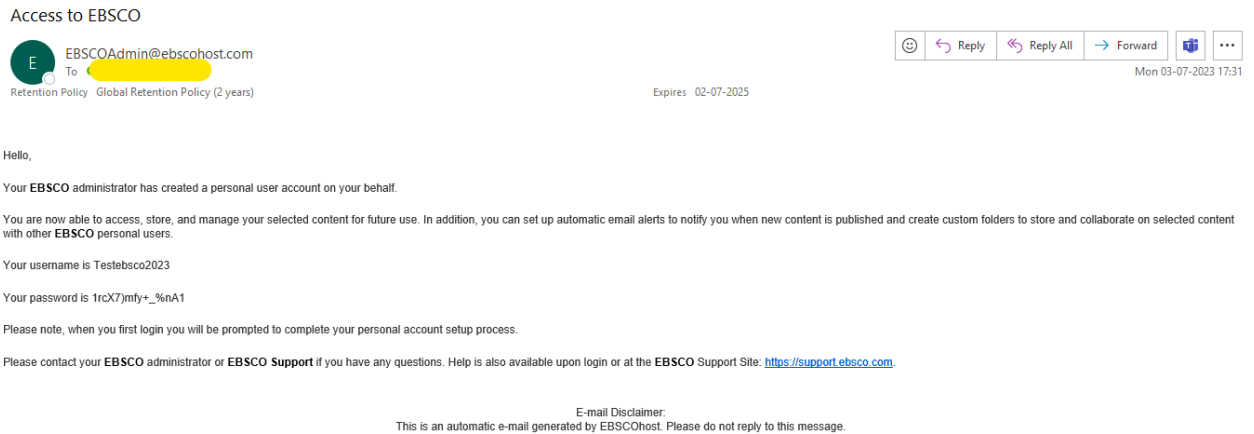 Access to EBSCO
E
EBSCOAdmin@ebscohost.com
To
Reply
Reply All
Forward
Mon 03-07-2023 17:31
Retention Policy Global Retention Policy (2 years)
Expires 02-07-2025
Hello,
Your EBSCO administrator has created a personal user account on your behalf.
You are now able to access, store, and manage your selected content for future use. In addition, you can set up automatic email alerts to notify you when new content is published and create custom folders to store and collaborate on selected content
with other EBSCO personal users.
Your username is Testebsco2023
Your password is 1rcX7)mfy+_%nA1
Please note, when you first login you will be prompted to complete your personal account setup process.
Please contact your EBSCO administrator or EBSCO Support if you have any questions. Help is also available upon login or at the EBSCO Support Site: https://support.ebsco.com.
E-mail Disclaimer:
This is an automatic e-mail generated by EBSCOhost. Please do not reply to this message.